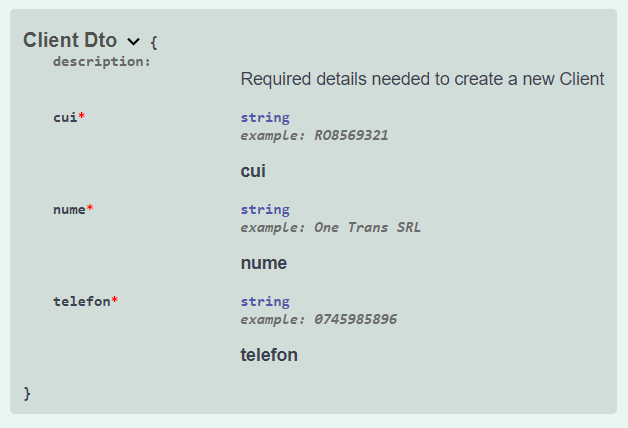 Client Dto {
description:
Required details needed to create a new Client
cui* string
example: RO8569321
cui
nume* string
example: One Trans SRL
nume
telefon* string
example: 0745985896
telefon
}